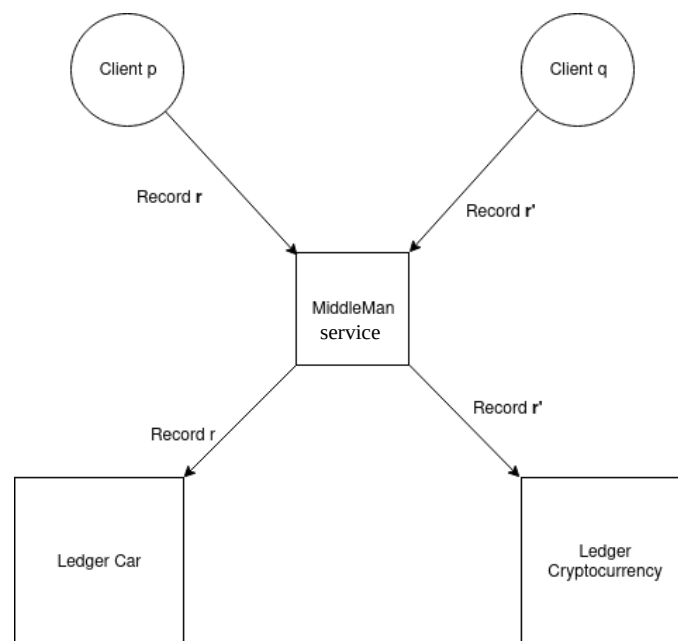 Client p
Client q
Record r
Record r'
MiddleMan
service
Record r'
Record r
Ledger Car
Ledger
Cryptocurrency